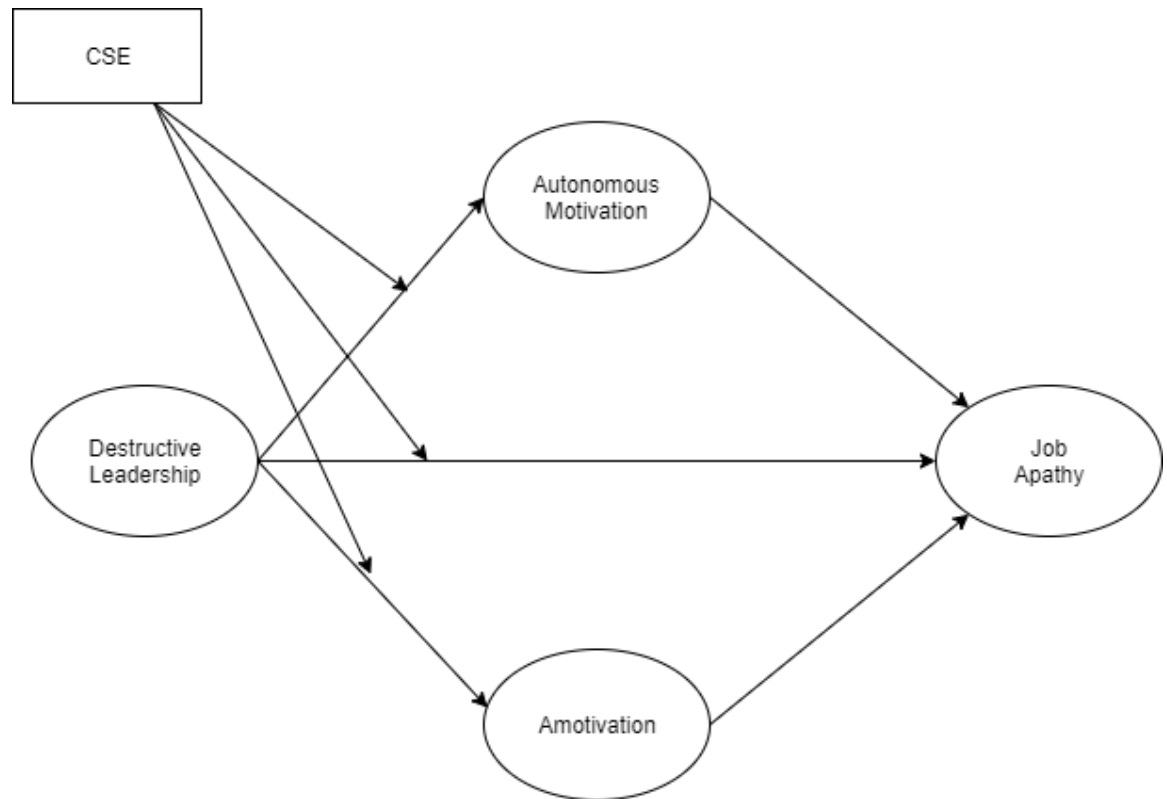 CSE
Autonomous
Motivation
Destructive
Leadership
Job
Apathy
Amotivation